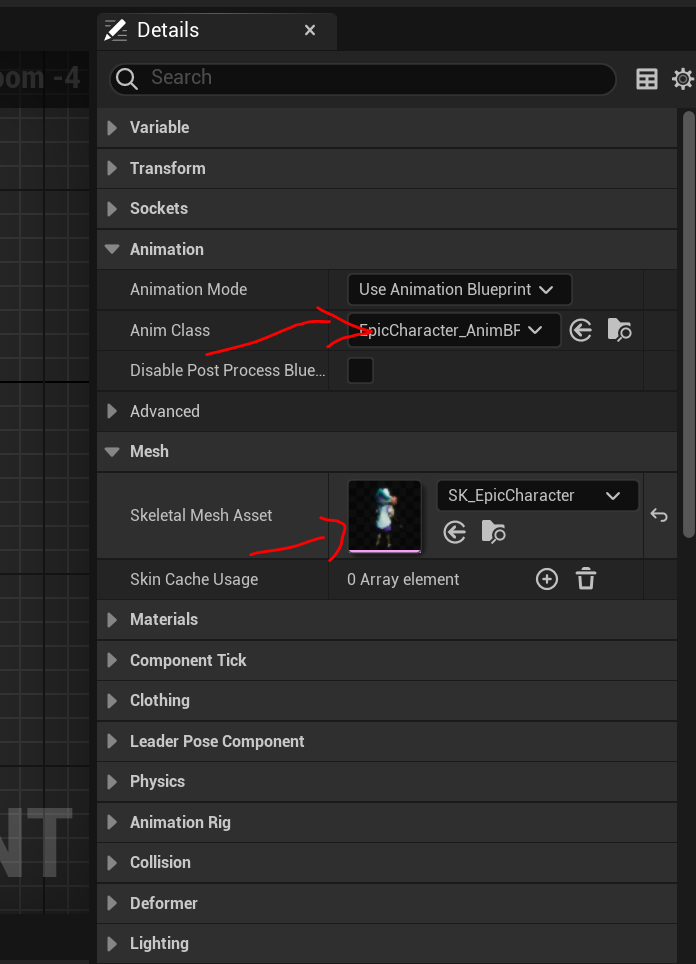 Details
oom -4
Search
Variable
Transform
Sockets
Animation
Animation Mode
Use Animation Blueprint
Anim Class
EpicCharacter_AnimBP
Disable Post Process Blue...
Advanced
Mesh
Skeletal Mesh Asset
SK_EpicCharacter
Skin Cache Usage
0 Array element
Materials
Component Tick
Clothing
Leader Pose Component
Physics
NT
Animation Rig
Collision
Deformer
Lighting